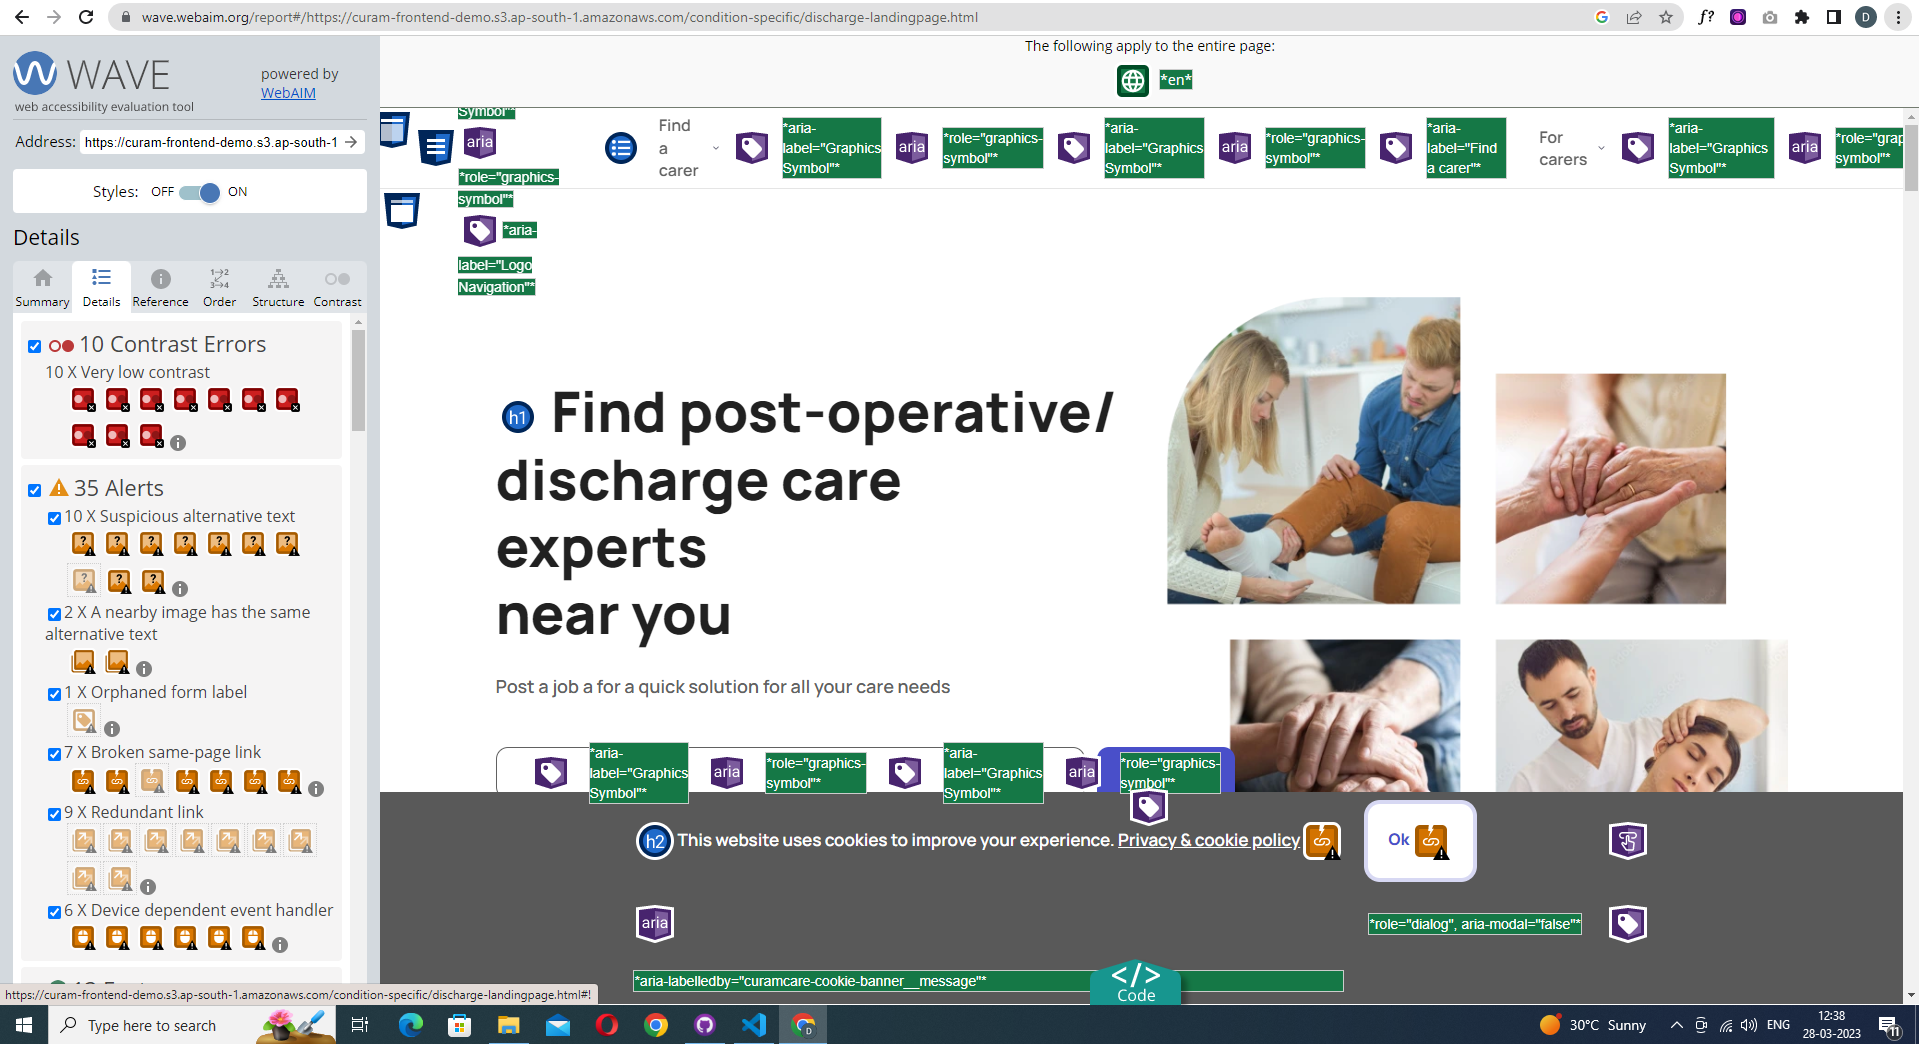 wave.webaim.org/report#/https://curam-frontend-demo.s3.ap-south-1.amazonaws.com/condition-specific/discharge-landingpage.html
f?
D
WAVE
web accessibility evaluation tool
powered by
WebAIM
Address: https://curam-frontend-demo.s3.ap-south-1
Styles: OFF ON
Details
Summary Details Reference Order Structure Contrast
10 Contrast Errors
10 X Very low contrast
35 Alerts
10 X Suspicious alternative text
2 X A nearby image has the same
alternative text
1 X Orphaned form label
7 X Broken same-page link
9 X Redundant link
6 X Device dependent event handler
https://curam-frontend-demo.s3.ap-south-1.amazonaws.com/condition-specific/discharge-landingpage.html#!
The following apply to the entire page:
*en*
Symbol"*
aria
*role="graphics-
symbol"*
*aria-
label="Logo
Navigation"*
Find
a
carer
*aria-
label="Graphics
Symbol"*
aria
*role="graphics-
symbol"*
*aria-
label="Graphics
Symbol"*
aria
*role="graphics-
symbol"*
*aria-
label="Find
a carer"*
For
carers
*aria-
label="Graphics
Symbol"*
aria
*role="grap
symbol"*
h1 Find post-operative/
discharge care
experts
near you
Post a job a for a quick solution for all your care needs
*aria-
label="Graphics
Symbol"*
aria
*role="graphics-
symbol"*
*aria-
label="Graphics
Symbol"*
aria
*role="graphics-
symbol"*
h2 This website uses cookies to improve your experience. Privacy & cookie policy
Ok
aria
*role="dialog", aria-modal="false"*
*aria-labelledby="curamcare-cookie-banner__message"*
</>
Code
Type here to search
30°C Sunny
ENG
12:38
28-03-2023
11